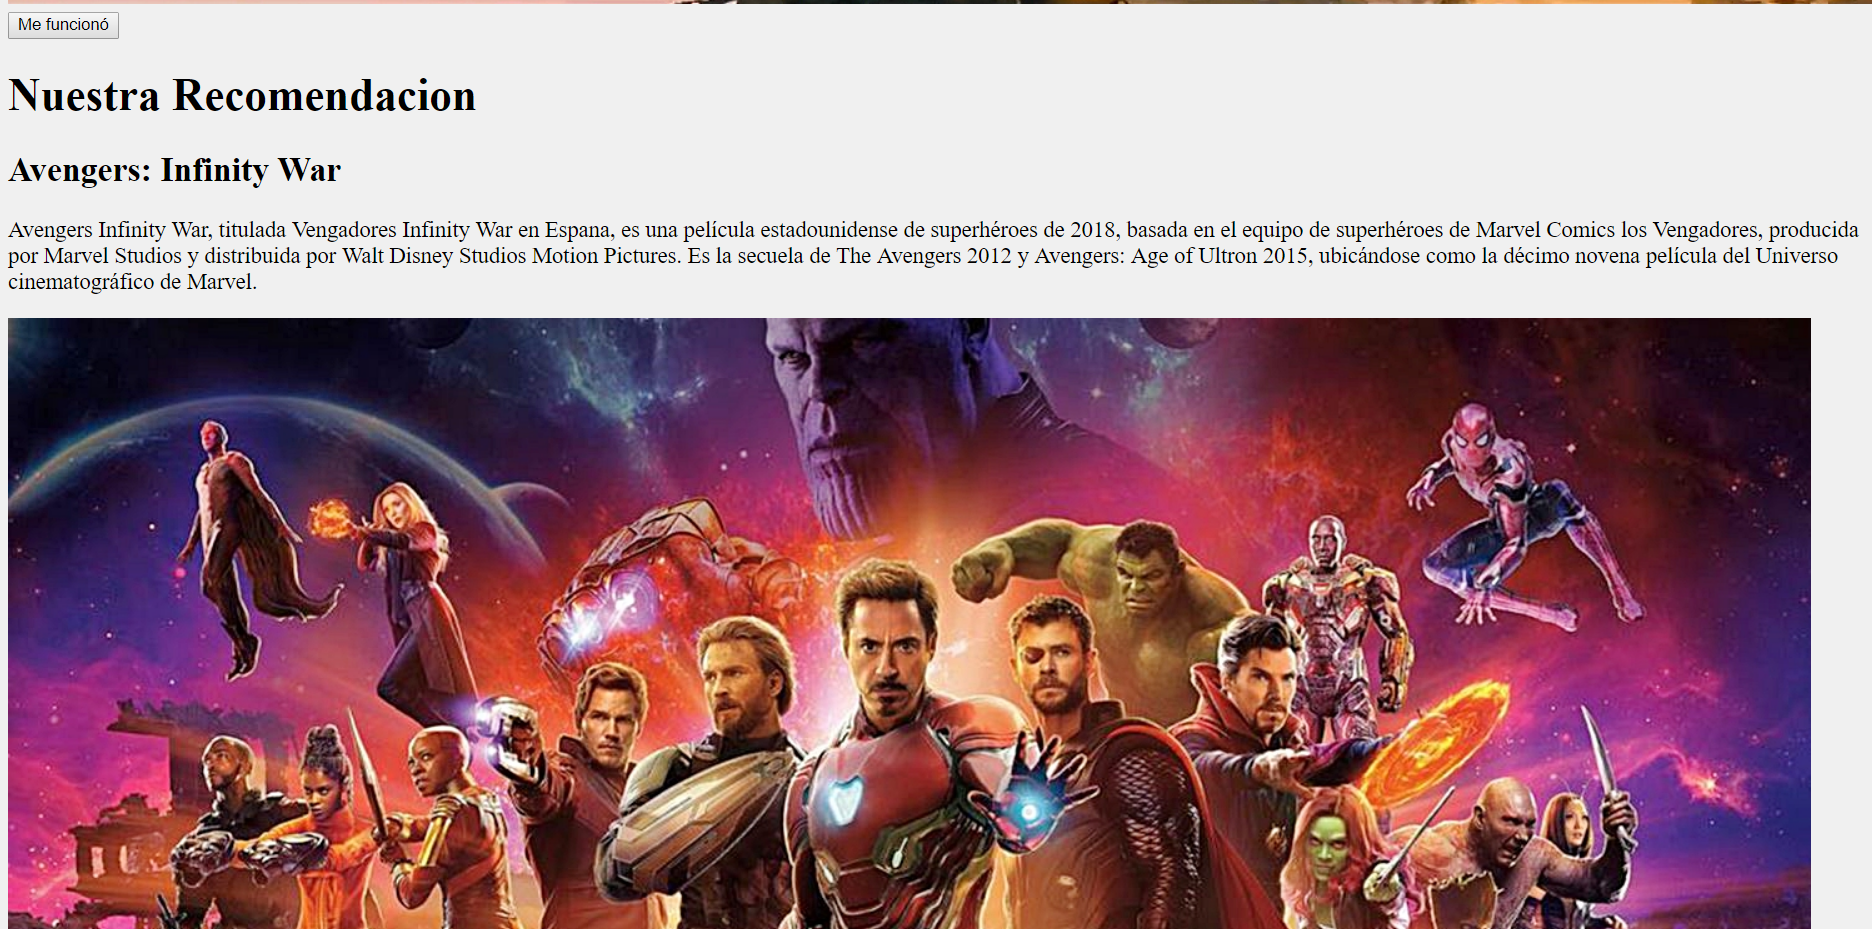 Me funcionó
Nuestra Recomendacion
Avengers: Infinity War
Avengers Infinity War, titulada Vengadores Infinity War en Espana, es una película estadounidense de superhéroes de 2018, basada en el equipo de superhéroes de Marvel Comics los Vengadores, producida
por Marvel Studios y distribuida por Walt Disney Studios Motion Pictures. Es la secuela de The Avengers 2012 y Avengers: Age of Ultron 2015, ubicándose como la décimo novena película del Universo
cinematográfico de Marvel.